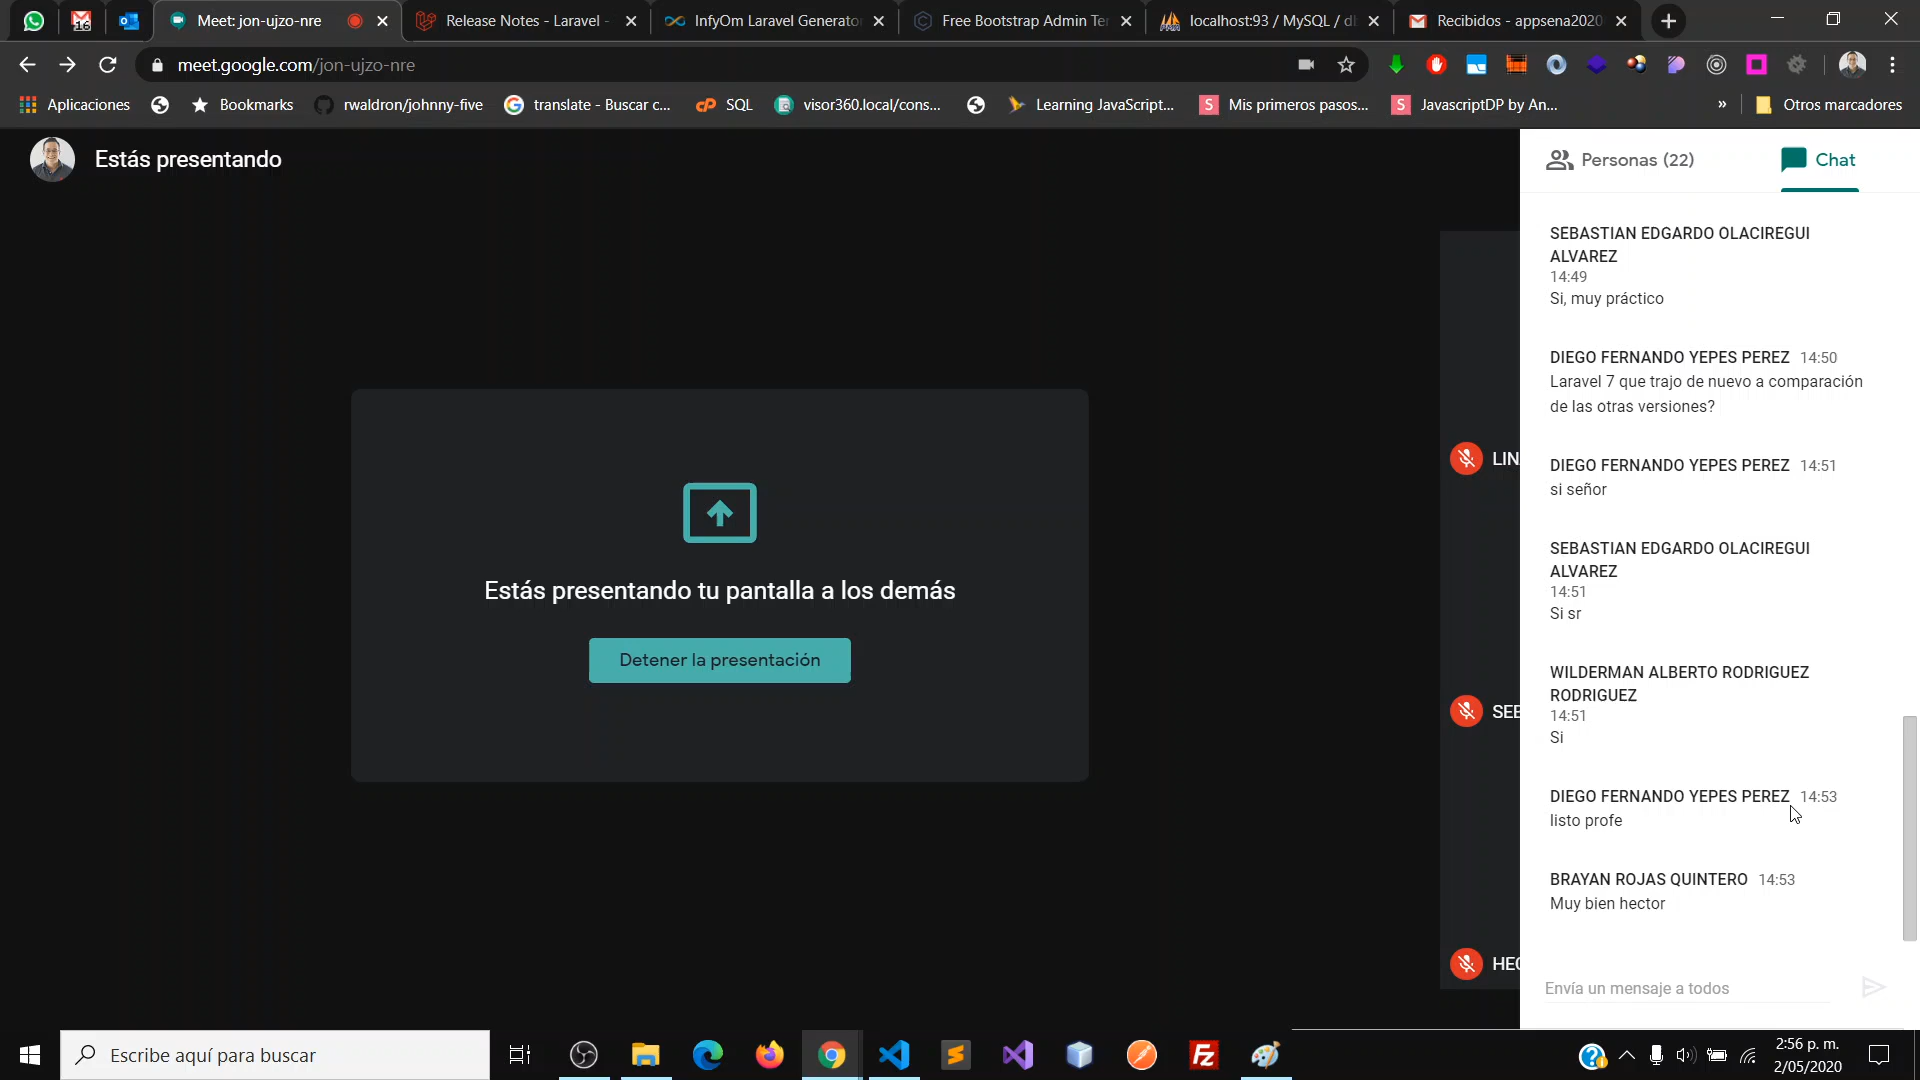 Meet: jon-ujzo-nre
Release Notes - Laravel -
InfyOm Laravel Generator
Free Bootstrap Admin Te
localhost:93 / MySQL / d
Recibidos - appsena2020
meet.google.com/jon-ujzo-nre
Aplicaciones
Bookmarks
rwaldron/johnny-five
translate - Buscar c...
SQL
visor360.local/cons...
Learning JavaScript...
Mis primeros pasos...
JavascriptDP by An...
»
Otros marcadores
Estás presentando
Personas (22)
Chat
SEBASTIAN EDGARDO OLACIREGUI
ALVAREZ
14:49
Si, muy práctico
DIEGO FERNANDO YEPES PEREZ 14:50
Laravel 7 que trajo de nuevo a comparación
de las otras versiones?
DIEGO FERNANDO YEPES PEREZ 14:51
si señor
SEBASTIAN EDGARDO OLACIREGUI
ALVAREZ
14:51
Si sr
WILDERMAN ALBERTO RODRIGUEZ
RODRIGUEZ
14:51
Si
DIEGO FERNANDO YEPES PEREZ 14:53
listo profe
BRAYAN ROJAS QUINTERO 14:53
Muy bien hector
Envía un mensaje a todos
LIN
SEB
HEC
Estás presentando tu pantalla a los demás
Detener la presentación
Escribe aquí para buscar
2:56 p. m.
2/05/2020